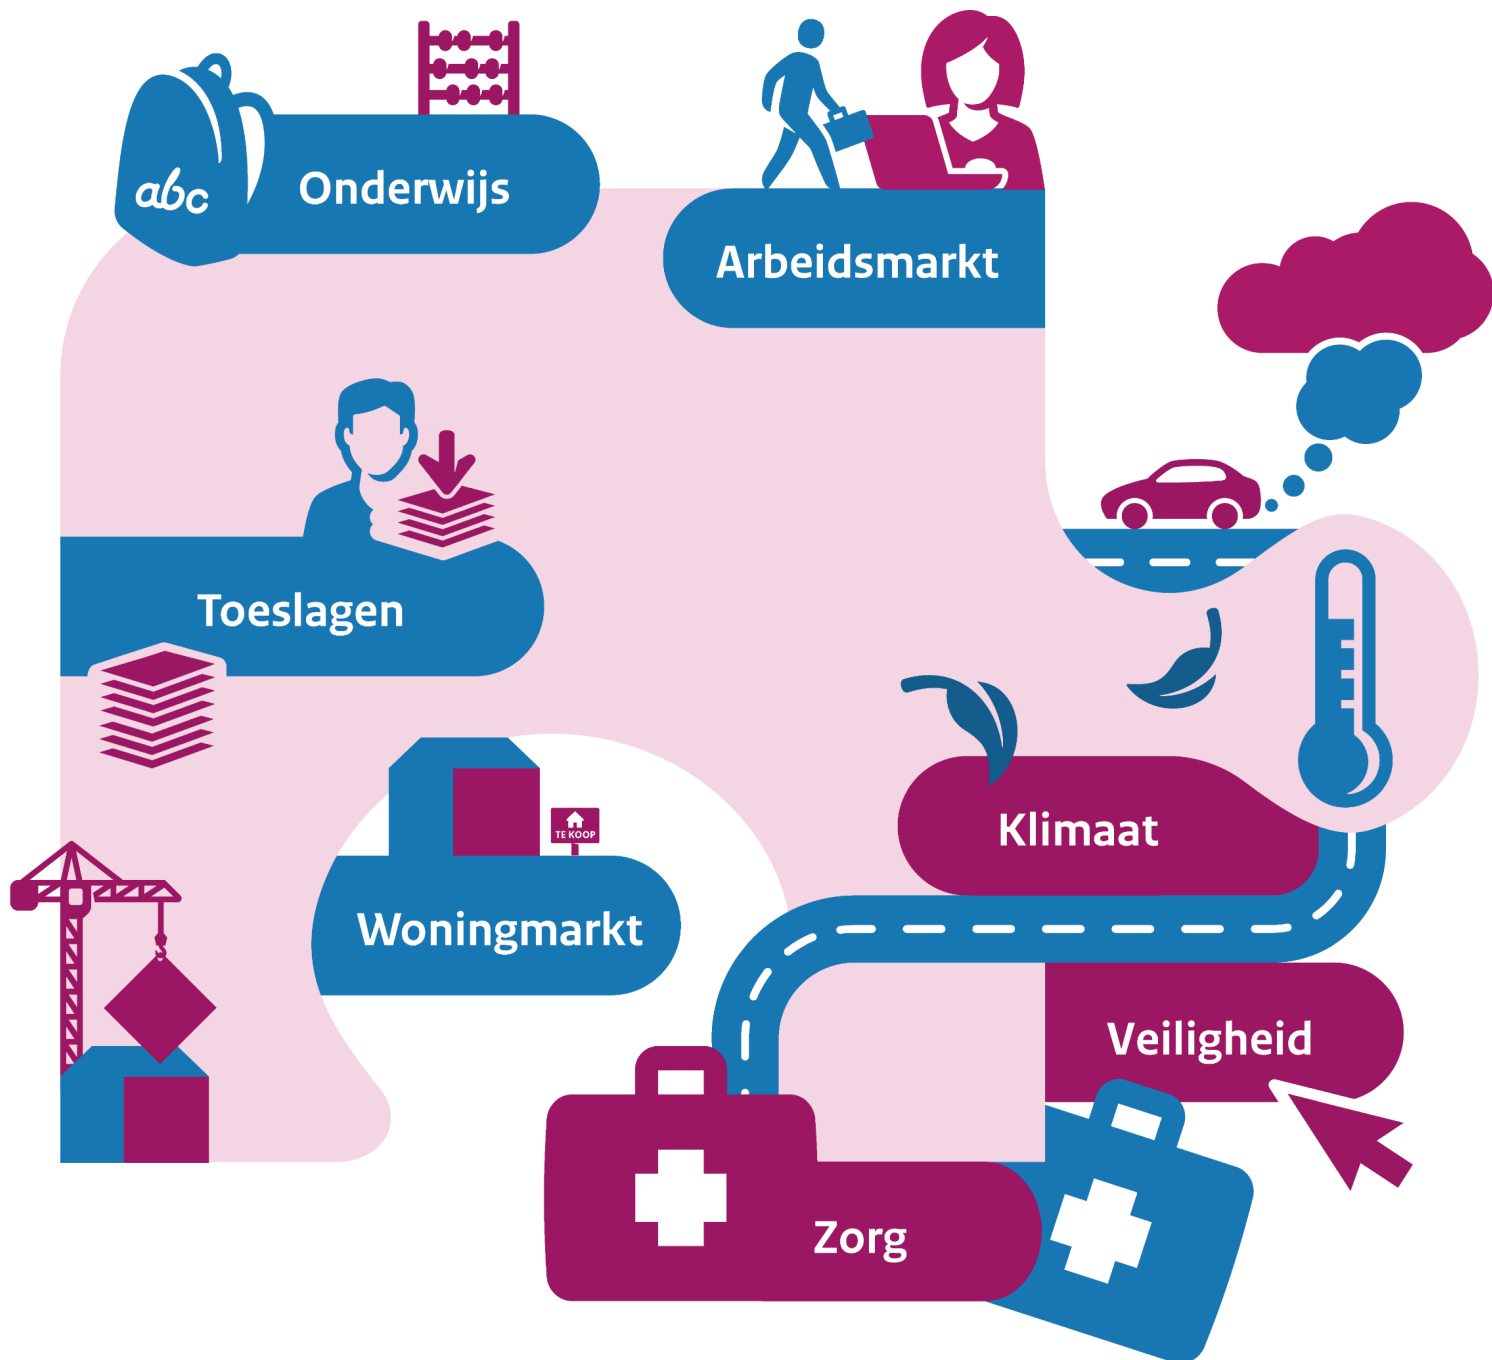 abc
Onderwijs
Arbeidsmarkt
Toeslagen
TE KOOP
Klimaat
Woningmarkt
Veiligheid
Zorg